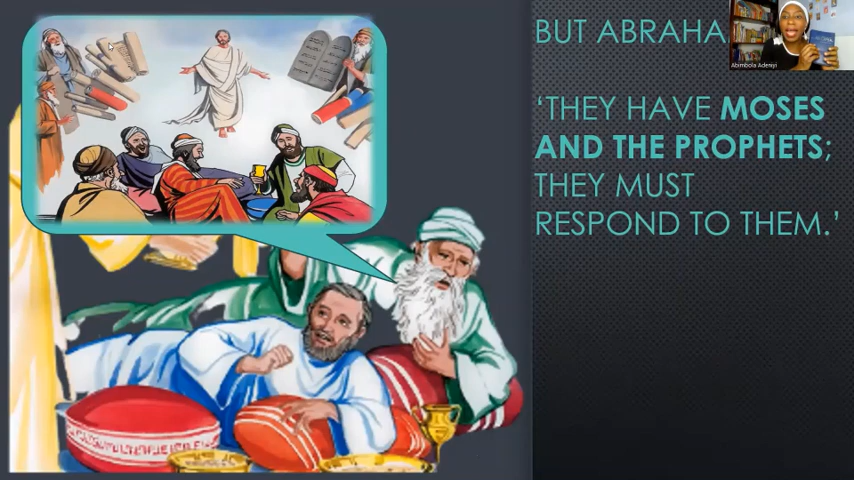 BUT ABRAHA
Abimbola Adeniyi
‘THEY HAVE MOSES
AND THE PROPHETS;
THEY MUST
RESPOND TO THEM.’